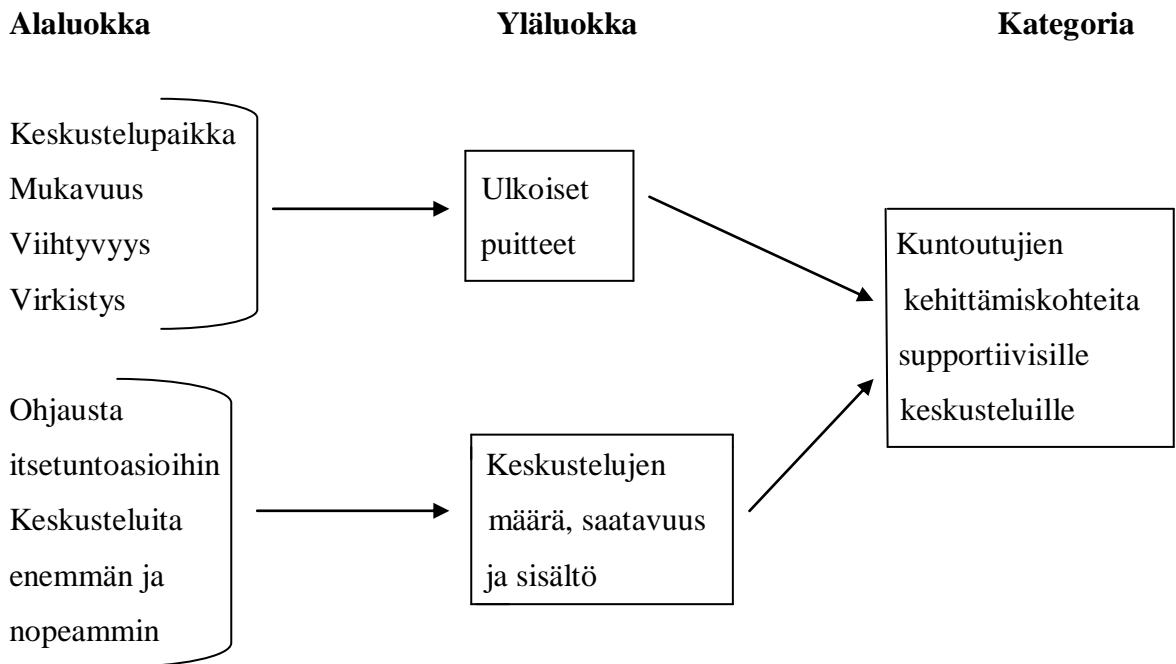 Alaluokka Yläluokka Kategoria
Keskustelupaikka
Mukavuus
Viihtyvyys
Virkistys
Ulkoiset
puitteet
Kuntoutujien
kehittämiskohteita
supportiivisille
keskusteluille
Ohjausta
itsetuntoasioihin
Keskusteluita
enemmän ja
nopeammin
Keskustelujen
määrä, saatavuus
ja sisältö